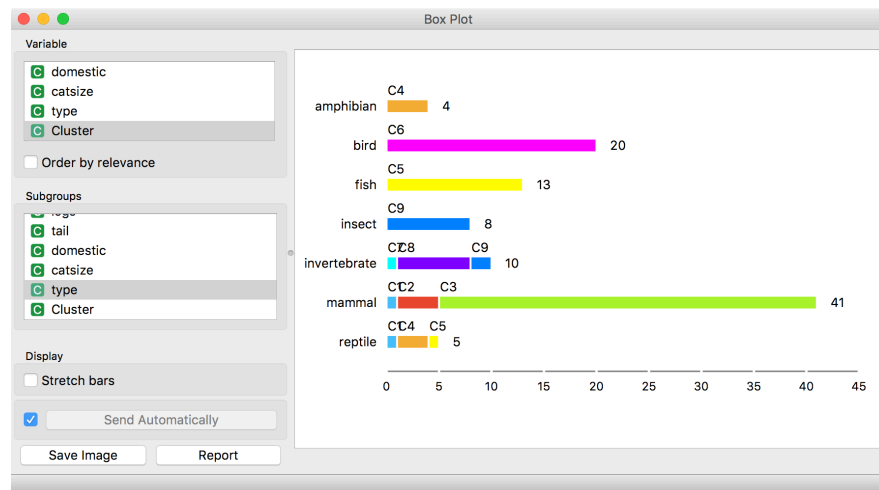 Box Plot
Variable
C domestic
C catsize
C type
C Cluster
Order by relevance
Subgroups
C tail
C domestic
C catsize
C type
C Cluster
Display
Stretch bars
Send Automatically
Save Image Report
C4
amphibian 4
C6
bird 20
C5
fish 13
C9
insect 8
C7 C8 C9
invertebrate 10
C1 C2 C3
mammal 41
C1 C4 C5
reptile 5
0 5 10 15 20 25 30 35 40 45